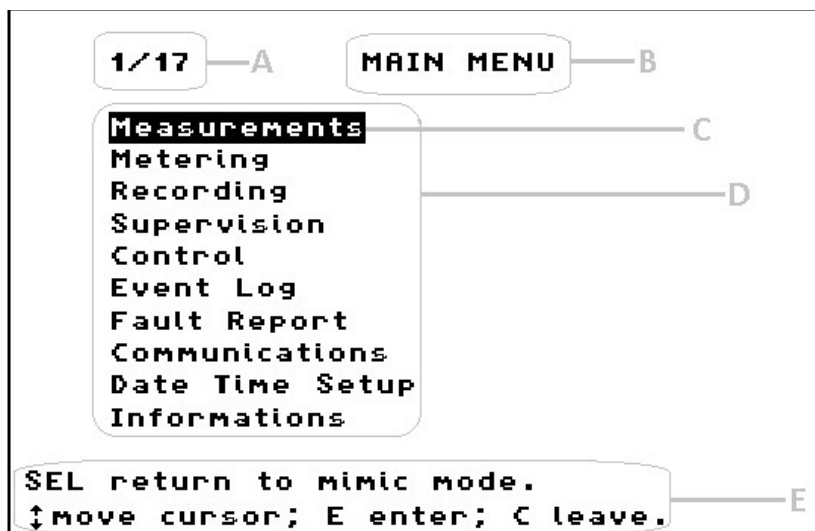 1/17 A MAIN MENU B
Measurements C
Metering
Recording D
Supervision
Control
Event Log
Fault Report
Communications
Date Time Setup
Informations
SEL return to mimic mode.
↕move cursor; E enter; C leave. E